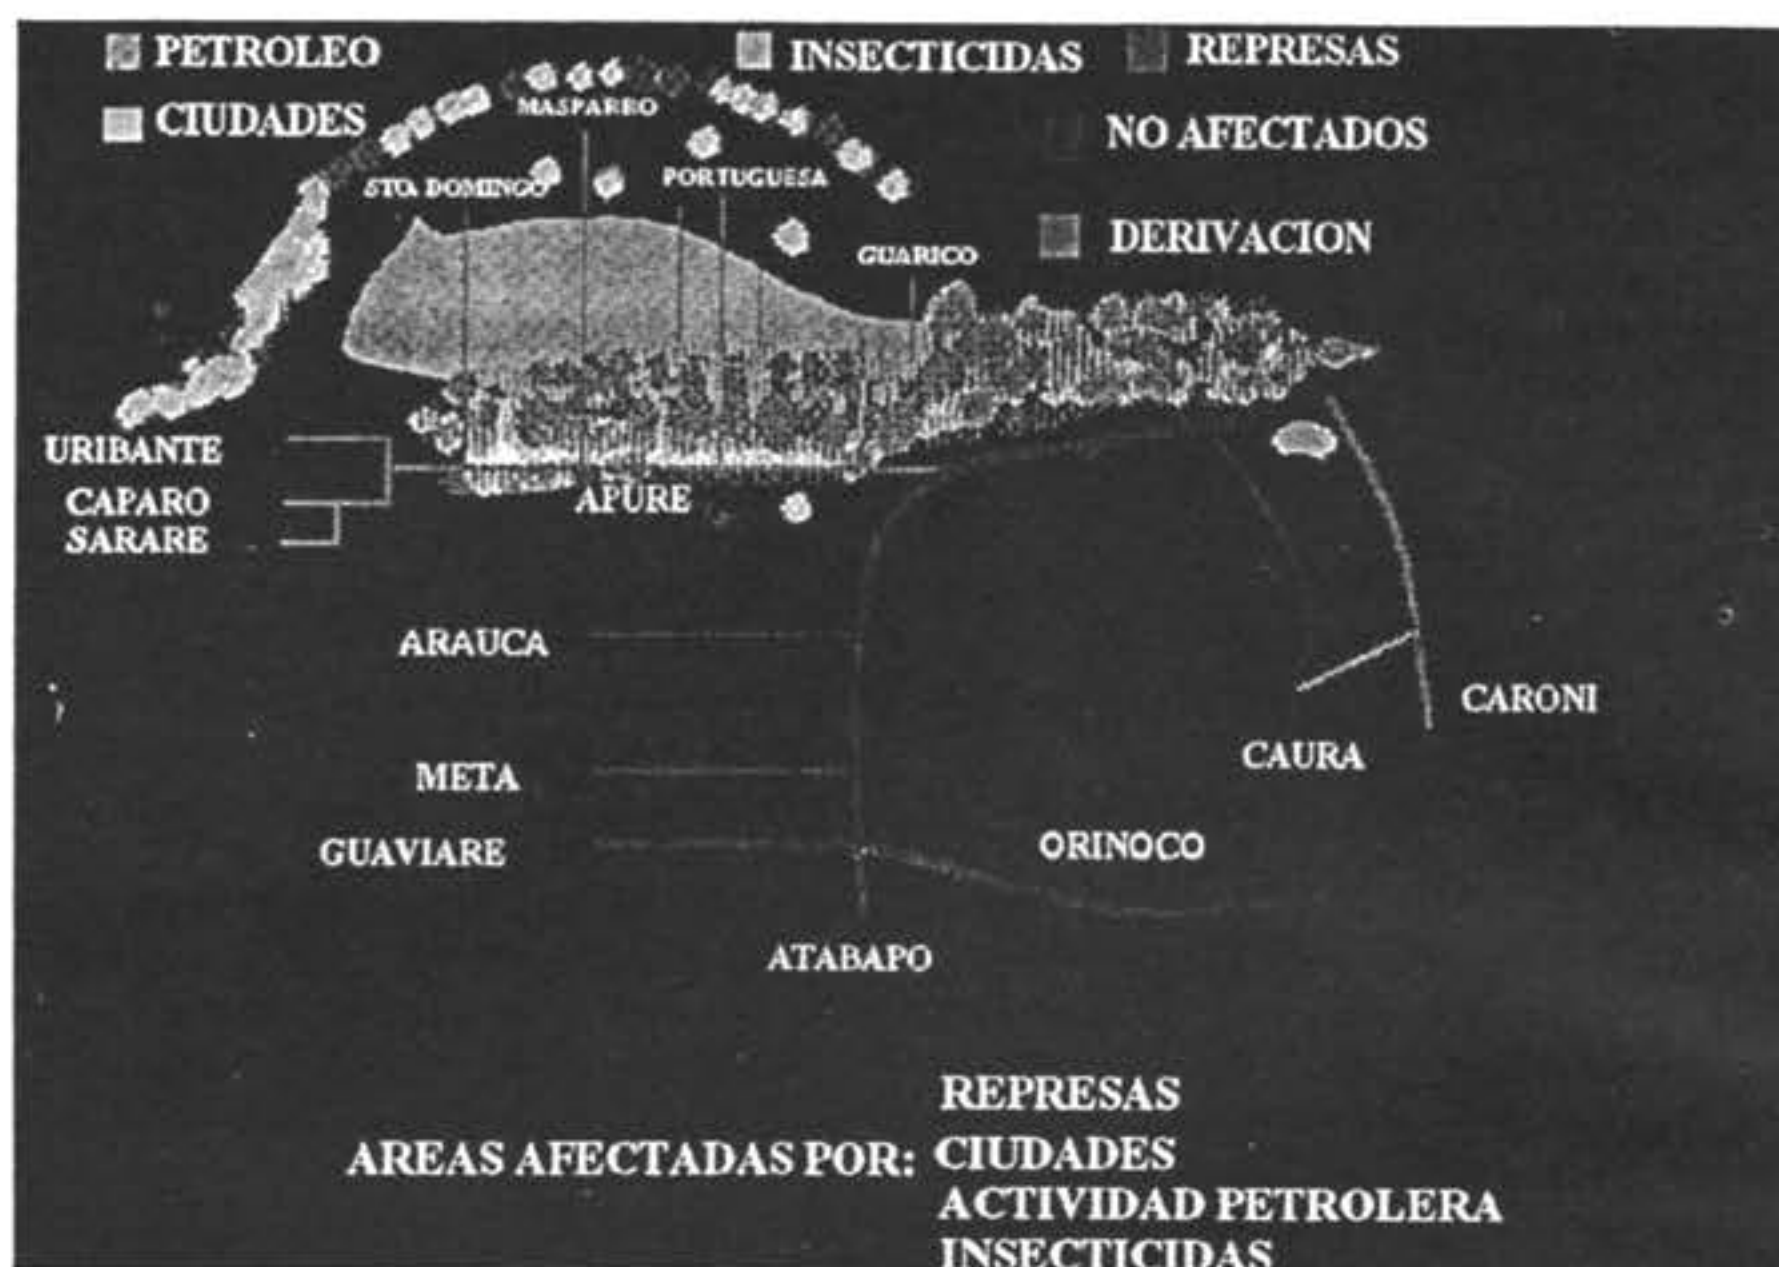 PETROLEO
INSECTICIDAS
REPRESAS
CIUDADES
MASPARRO
NO AFECTADOS
STO. DOMINGO
PORTUGUESA
DERIVACION
GUARICO
URIBANTE
CAPARO
APURE
SARARE
ARAUCA
CARONI
CAURA
META
GUAVIARE
ORINOCO
ATABAPO
REPRESAS
AREAS AFECTADAS POR: CIUDADES
ACTIVIDAD PETROLERA
INSECTICIDAS